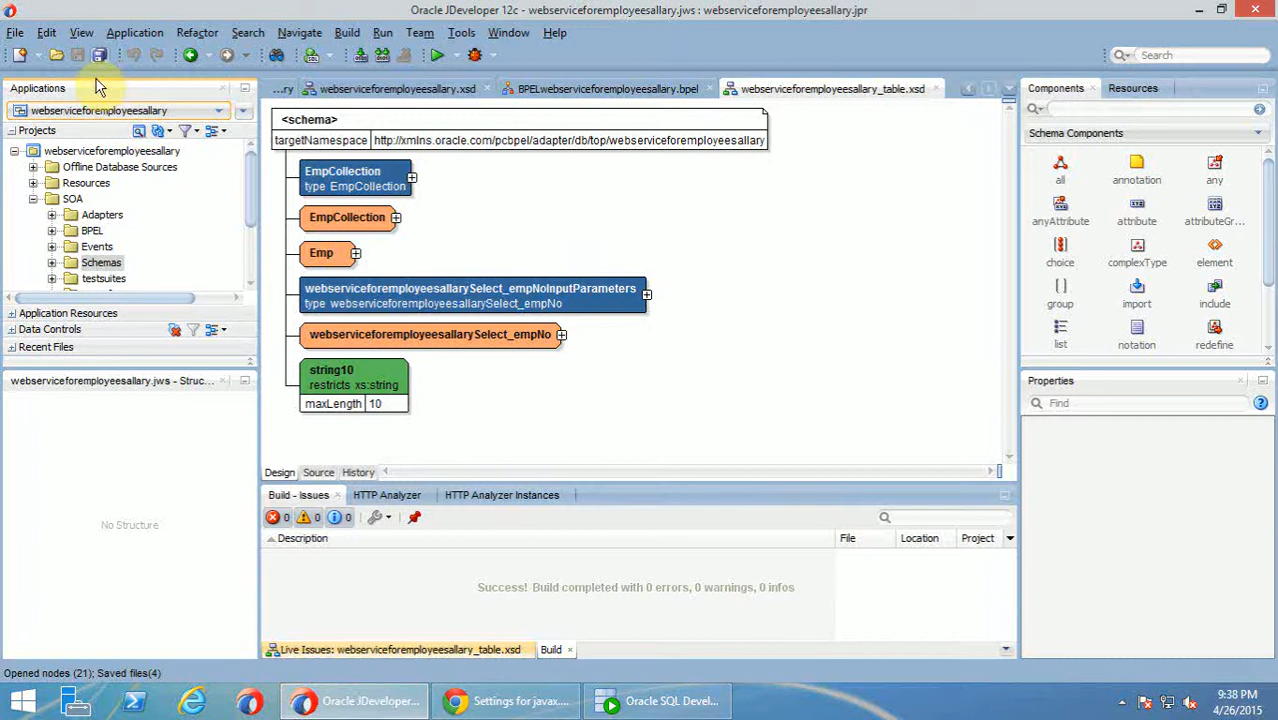 Oracle JDeveloper 12c - webserviceforemployeesallary.jws : webserviceforemployeesallary.jpr
File Edit View Application Refactor Search Navigate Build Run Team Tools Window Help
Search
Applications
webserviceforemployeesallary
Projects
webserviceforemployeesallary
Offline Database Sources
Resources
SOA
Adapters
BPEL
Events
Schemas
testsuites
Application Resources
Data Controls
Recent Files
webserviceforemployeesallary.jws - Struc...
No Structure
...ry webserviceforemployeesallary.xsd BPELwebserviceforemployeesallary.bpel webserviceforemployeesallary_table.xsd
<schema>
targetNamespace http://xmlns.oracle.com/pcbpel/adapter/db/top/webserviceforemployeesallary
EmpCollection
type EmpCollection
EmpCollection
Emp
webserviceforemployeesallarySelect_empNoInputParameters
type webserviceforemployeesallarySelect_empNo
webserviceforemployeesallarySelect_empNo
string10
restricts xs:string
maxLength 10
Design Source History
Build - Issues HTTP Analyzer HTTP Analyzer Instances
0 0 0
Description File Location Project
Success! Build completed with 0 errors, 0 warnings, 0 infos
Live Issues: webserviceforemployeesallary_table.xsd Build
Components Resources
Schema Components
all annotation any
anyAttribute attribute attributeGr...
choice complexType element
group import include
list notation redefine
Properties
Find
Opened nodes (21); Saved files(4)
Oracle JDeveloper... Settings for javax.... Oracle SQL Devel...
9:38 PM
4/26/2015